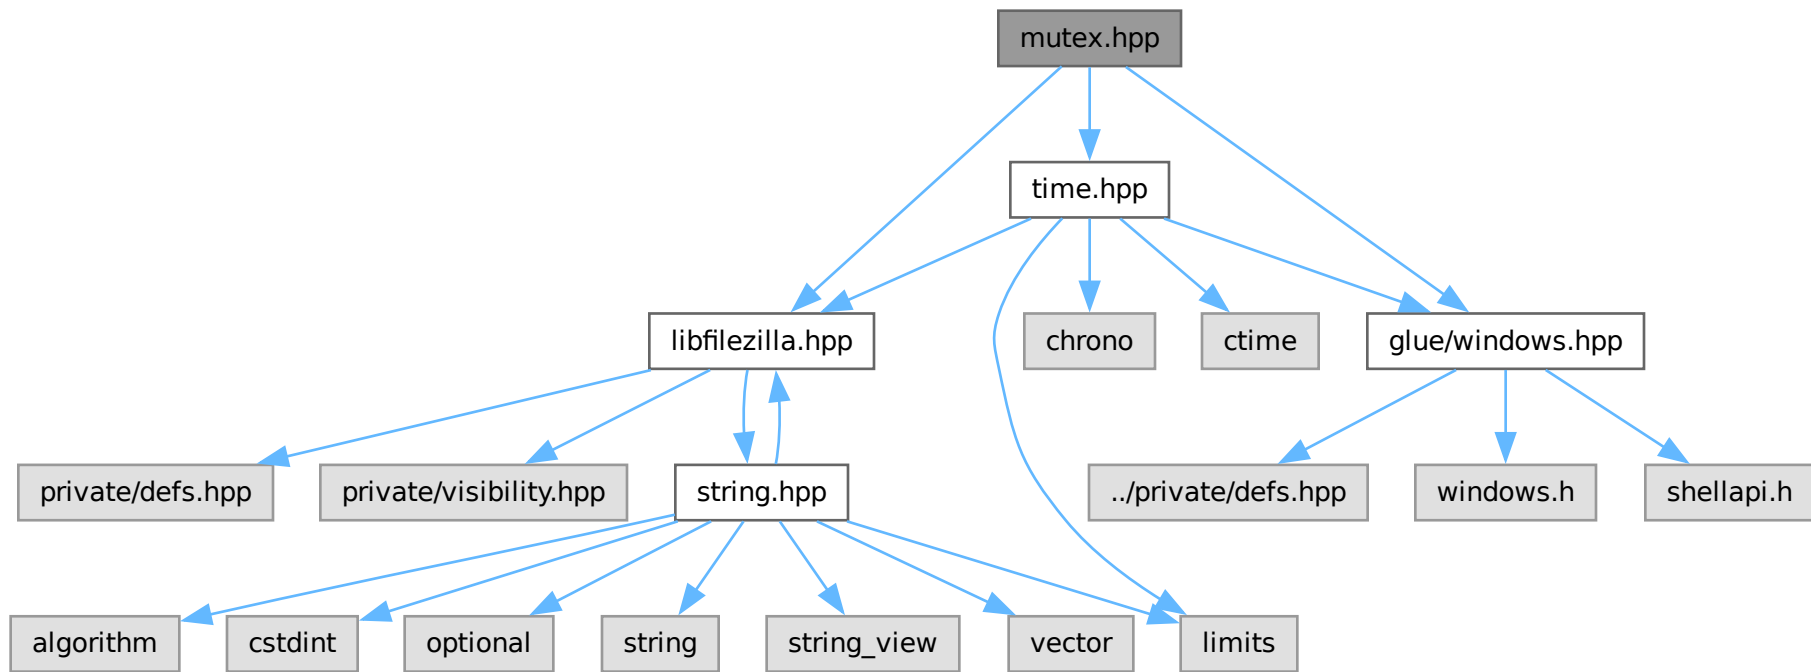 mutex.hpp
time.hpp
libfilezilla.hpp
chrono
ctime
glue/windows.hpp
private/defs.hpp
private/visibility.hpp
string.hpp
../private/defs.hpp
windows.h
shellapi.h
algorithm
cstdint
optional
string
string_view
vector
limits